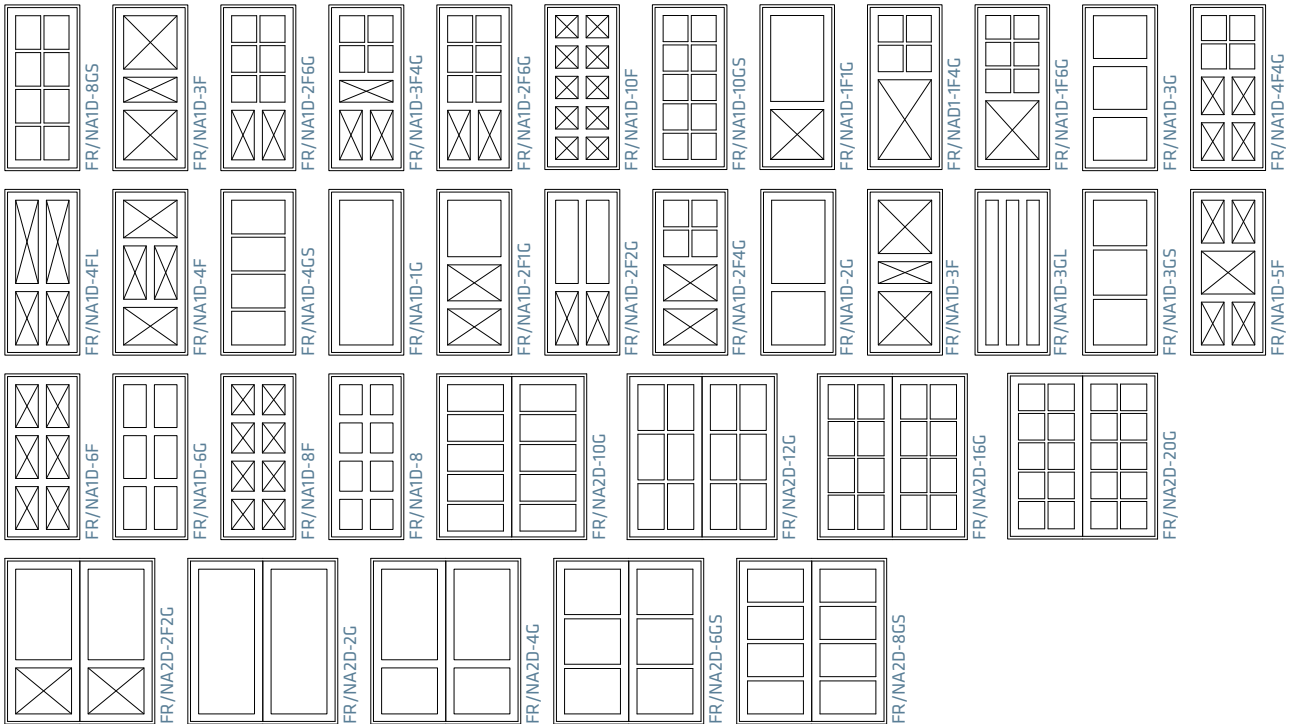 FR/NA1D-8GS
FR/NA1D-3F
FR/NA1D-2F6G
FR/NA1D-3F4G
FR/NA1D-2F6G
FR/NA1D-10F
FR/NA1D-10GS
FR/NA1D-1F1G
FR/NAD1-1F4G
FR/NA1D-1F6G
FR/NA1D-3G
FR/NA1D-4F4G
FR/NA1D-4FL
FR/NA1D-4F
FR/NA1D-4GS
FR/NA1D-1G
FR/NA1D-2F1G
FR/NA1D-2F2G
FR/NA1D-2F4G
FR/NA1D-2G
FR/NA1D-3F
FR/NA1D-3GL
FR/NA1D-3GS
FR/NA1D-5F
FR/NA1D-6F
FR/NA1D-6G
FR/NA1D-8F
FR/NA1D-8
FR/NA2D-10G
FR/NA2D-12G
FR/NA2D-16G
FR/NA2D-20G
FR/NA2D-2F2G
FR/NA2D-2G
FR/NA2D-4G
FR/NA2D-6GS
FR/NA2D-8GS